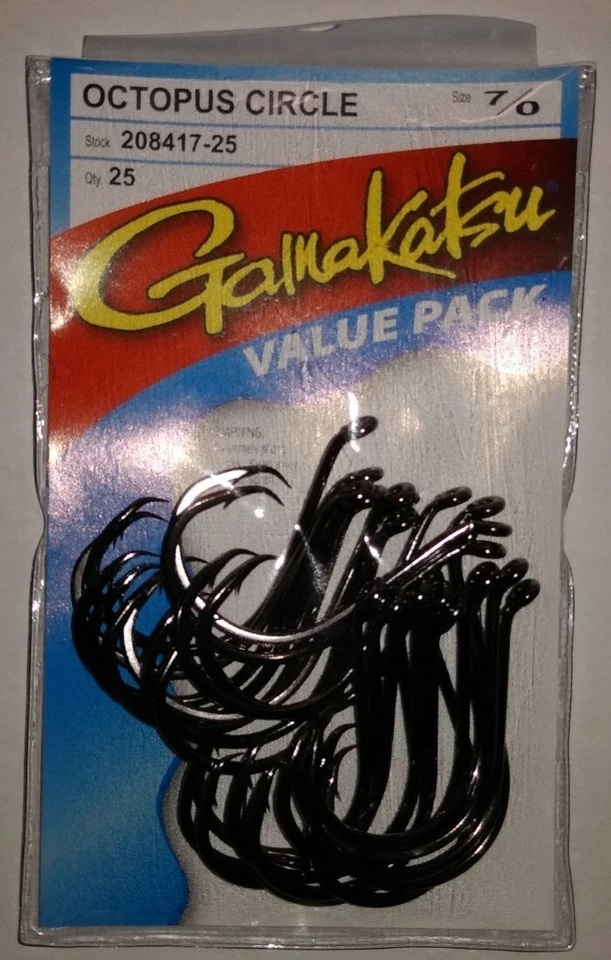 OCTOPUS CIRCLE Size 7/0
Stock 208417-25
Qty. 25
Gamakatsu®
VALUE PACK
WARNING: